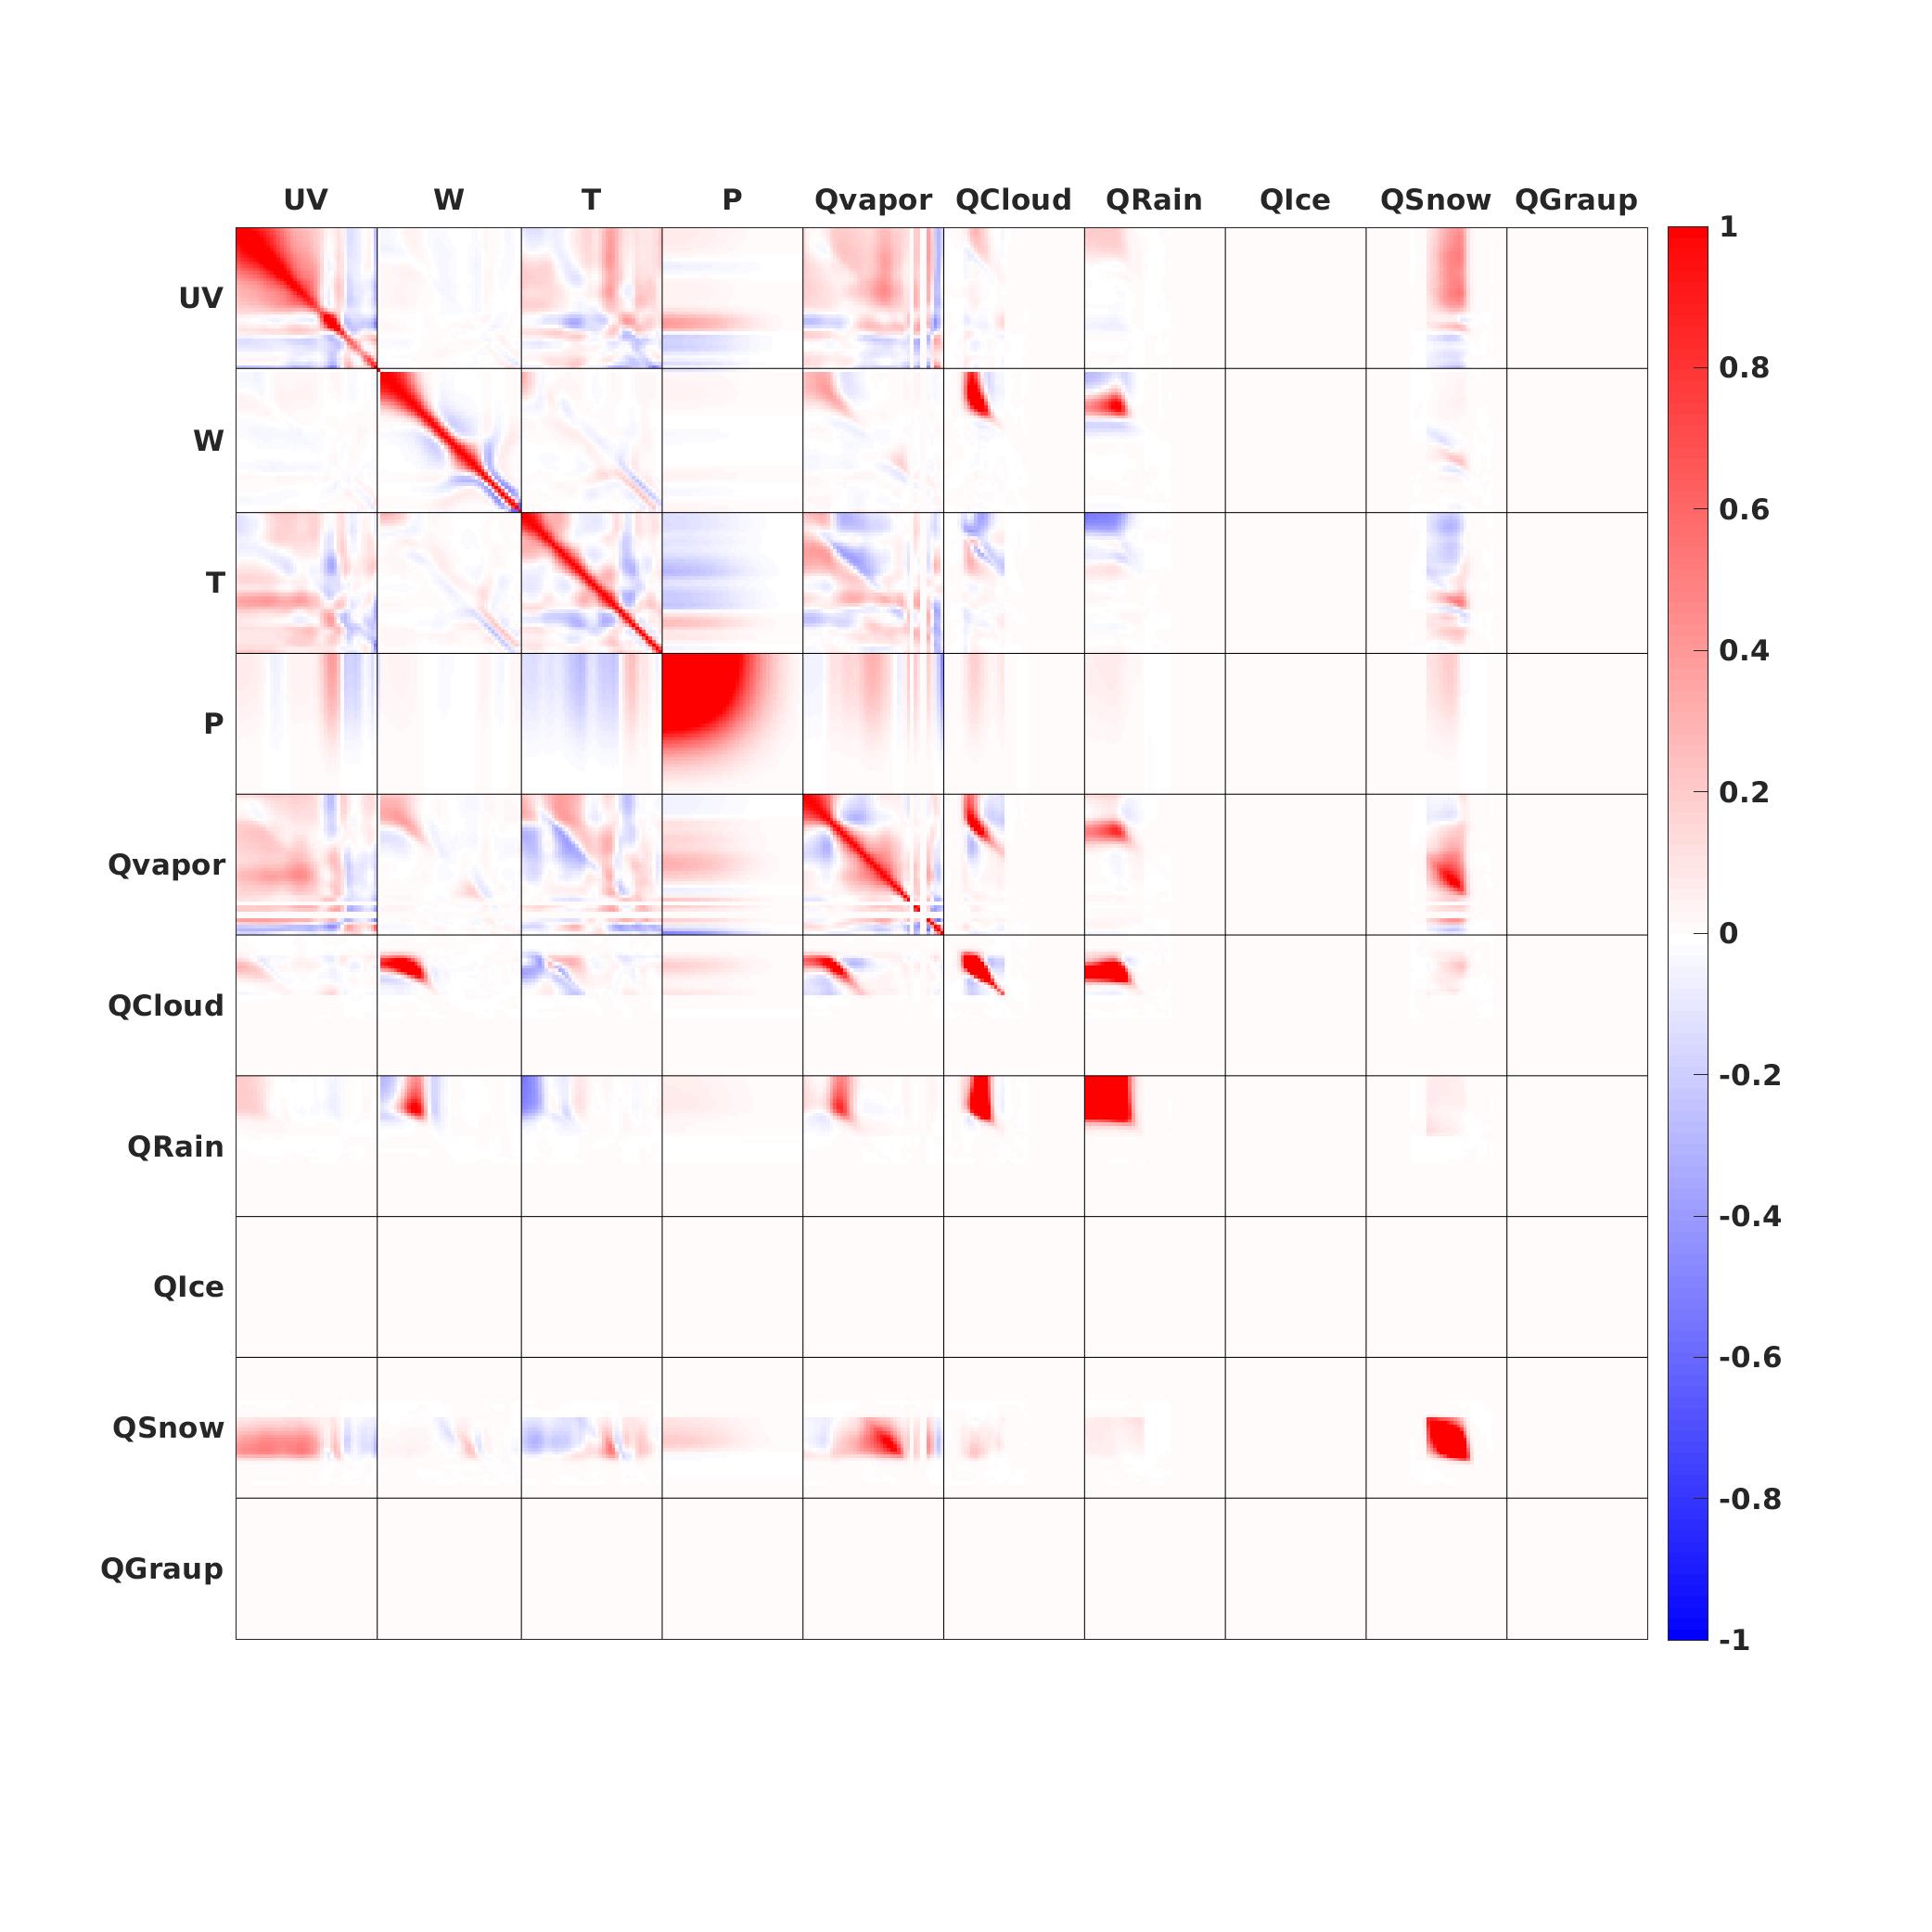 UV W T P Qvapor QCloud QRain QIce QSnow QGraup
UV
W
T
P
Qvapor
QCloud
QRain
QIce
QSnow
QGraup
1
0.8
0.6
0.4
0.2
0
-0.2
-0.4
-0.6
-0.8
-1